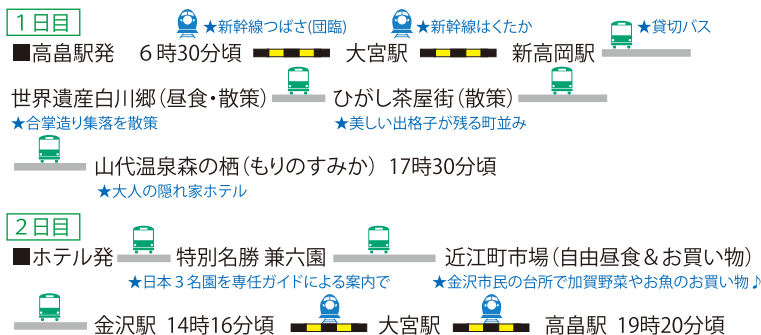 1日目
★新幹線つばさ(団臨) ★新幹線はくたか ★貸切バス
■高畠駅発 6時30分頃 大宮駅 新高岡駅
世界遺産白川郷(昼食・散策) ひがし茶屋街(散策)
★合掌造り集落を散策 ★美しい出格子が残る町並み
山代温泉森の栖(もりのすみか) 17時30分頃
★大人の隠れ家ホテル
2日目
■ホテル発 特別名勝 兼六園 近江町市場(自由昼食&お買い物)
★日本3名園を専任ガイドによる案内で ★金沢市民の台所で加賀野菜やお魚のお買い物♪
金沢駅 14時16分頃 大宮駅 高畠駅 19時20分頃